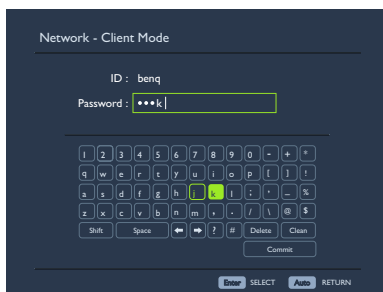 Network - Client Mode
ID : benq
Password : •••k
1 2 3 4 5 6 7 8 9 0 - + *
q w e r t y u i o p [ ] !
a s d f g h j k l ; ' _ %
z x c v b n m , . / \ @ $
Shift Space ← → ? # Delete Clean
Commit
Enter SELECT Auto RETURN